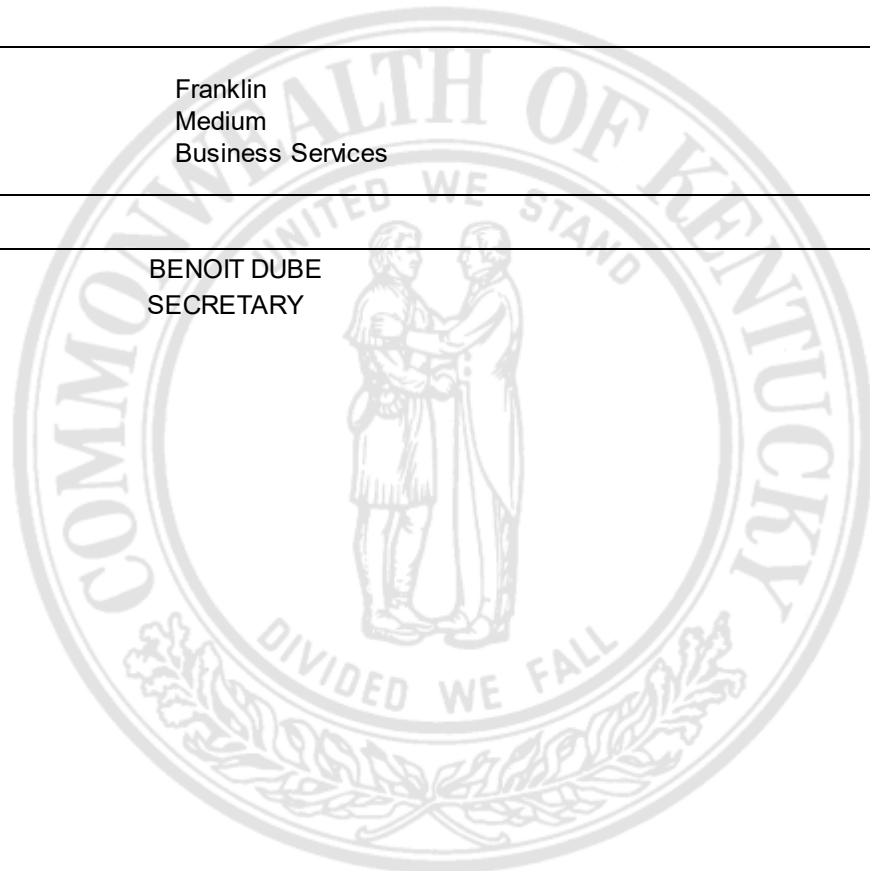 COMMONWEALTH OF KENTUCKY
Franklin
Medium
Business Services
UNITED WE STAND
BENOIT DUBE
SECRETARY
DIVIDED WE FALL